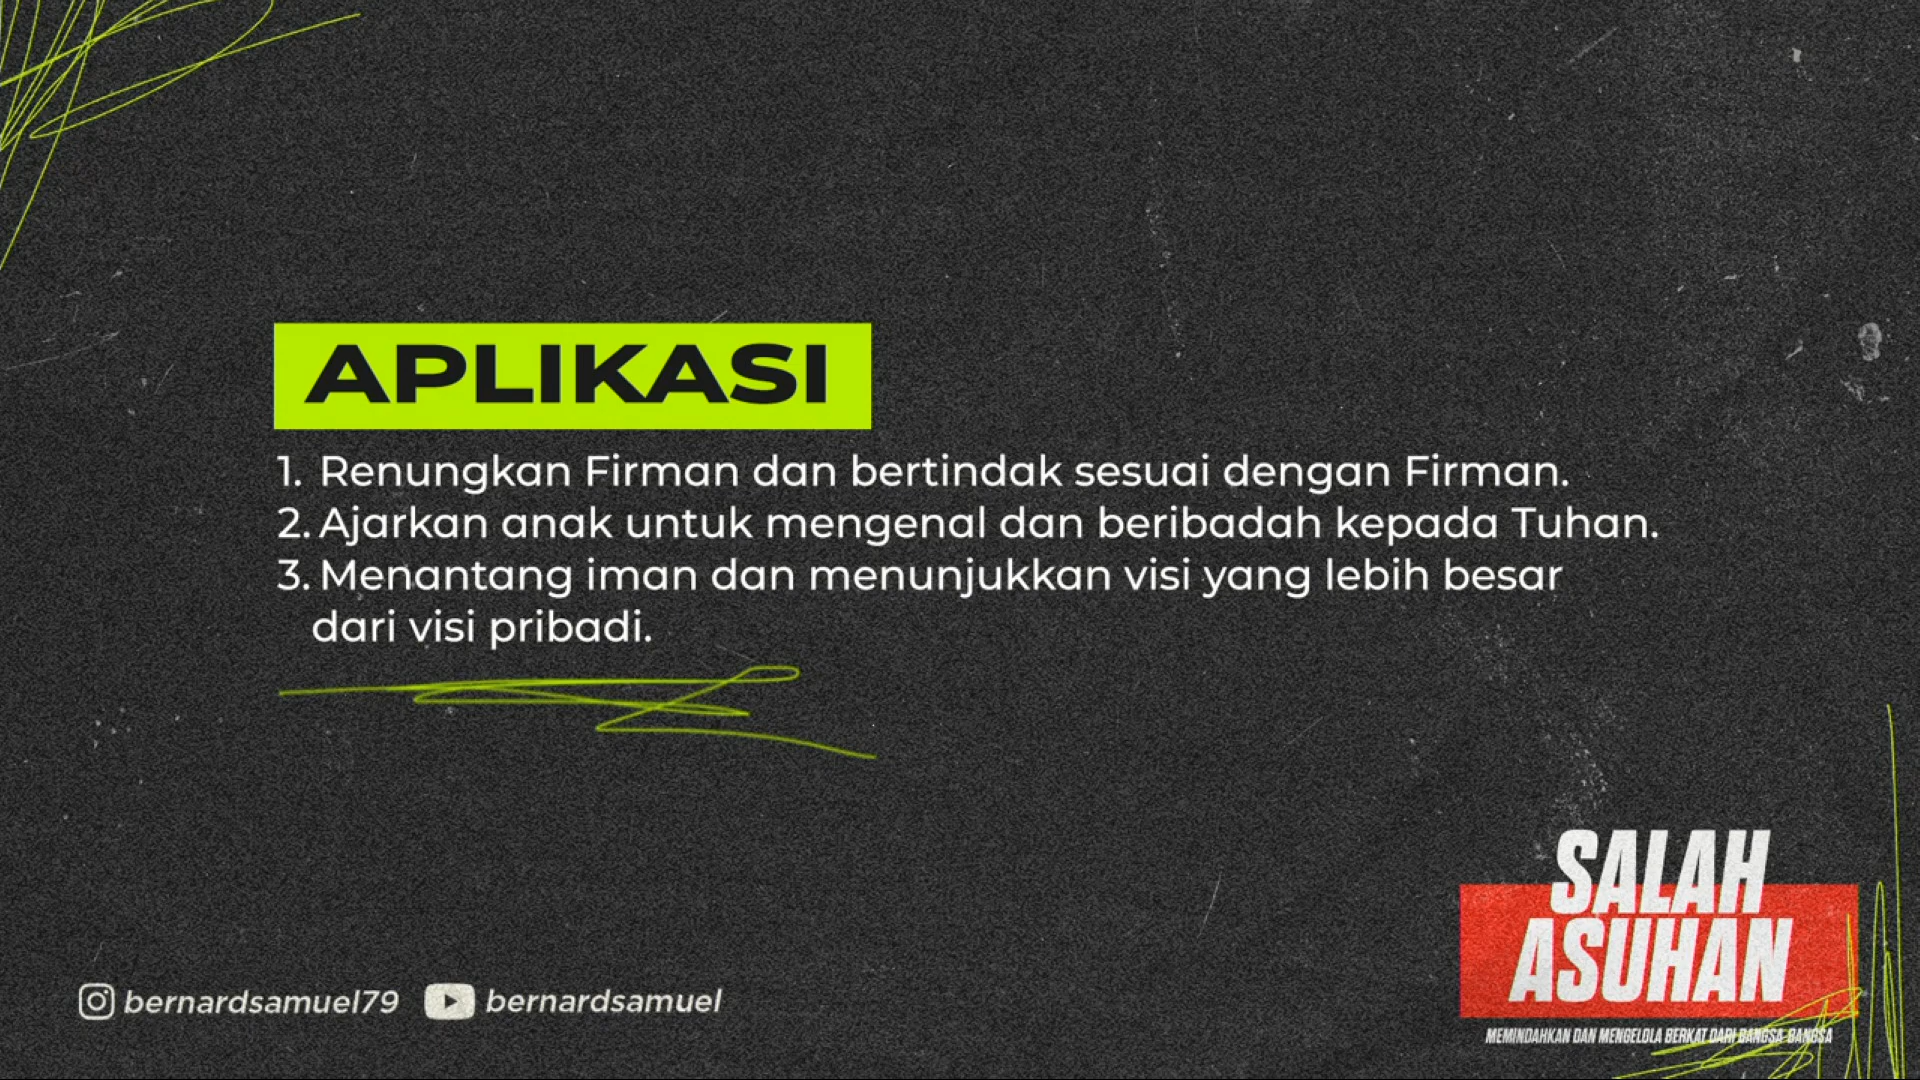 APLIKASI
1. Renungkan Firman dan bertindak sesuai dengan Firman.
2. Ajarkan anak untuk mengenal dan beribadah kepada Tuhan.
3. Menantang iman dan menunjukkan visi yang lebih besar
dari visi pribadi.
SALAH
ASUHAN
MEMINDAHKAN DAN MENGELOLA BERKAT DARI BANGSA-BANGSA
bernardsamuel79 bernardsamuel